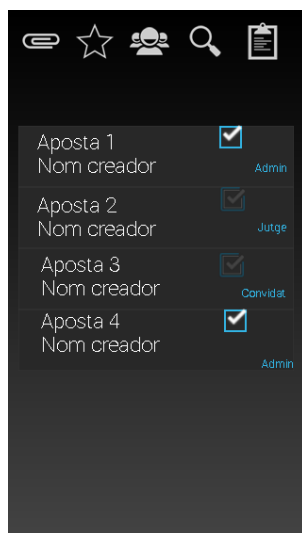 Aposta 1
Nom creador
Admin
Aposta 2
Nom creador
Jutge
Aposta 3
Nom creador
Convidat
Aposta 4
Nom creador
Admin